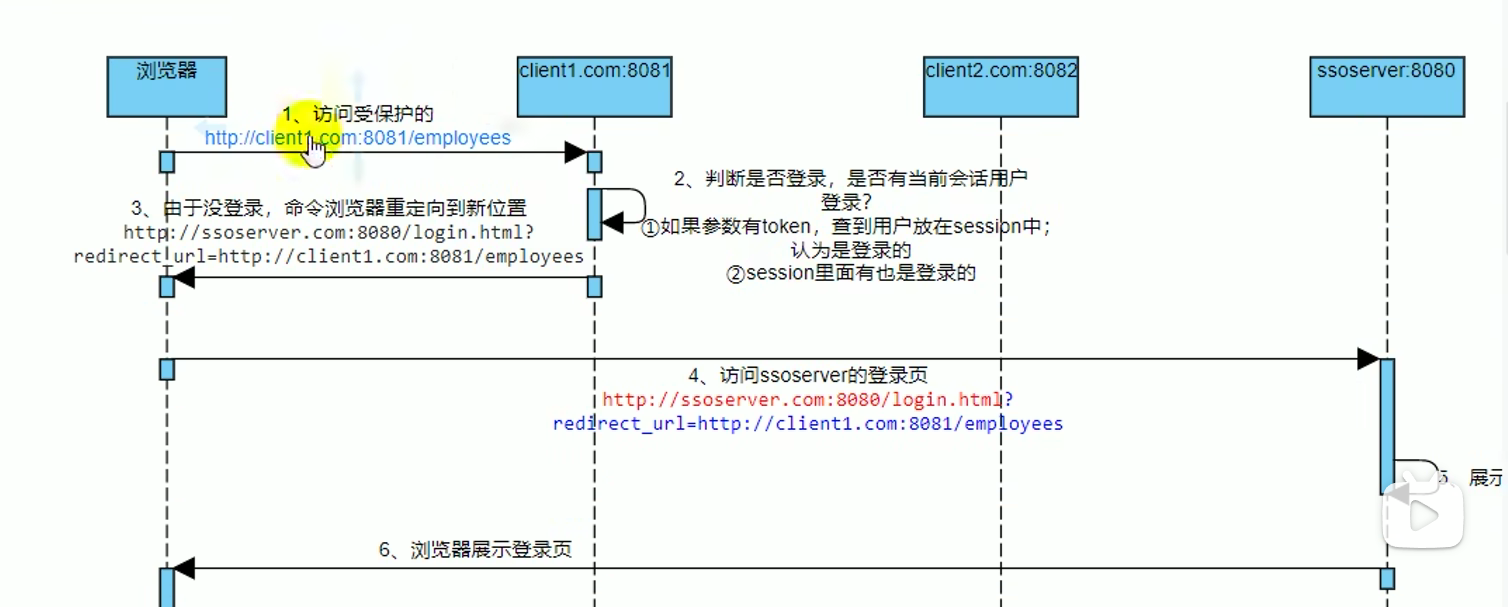 浏览器
client1.com:8081
client2.com:8082
ssoserver:8080
1、访问受保护的
http://client1.com:8081/employees
2、判断是否登录，是否有当前会话用户
登录？
①如果参数有token，查到用户放在session中；
认为是登录的
②session里面有也是登录的
3、由于没登录，命令浏览器重定向到新位置
http://ssoserver.com:8080/login.html?
redirect_url=http://client1.com:8081/employees
4、访问ssoserver的登录页
http://ssoserver.com:8080/login.html?
redirect_url=http://client1.com:8081/employees
5、展示
6、浏览器展示登录页